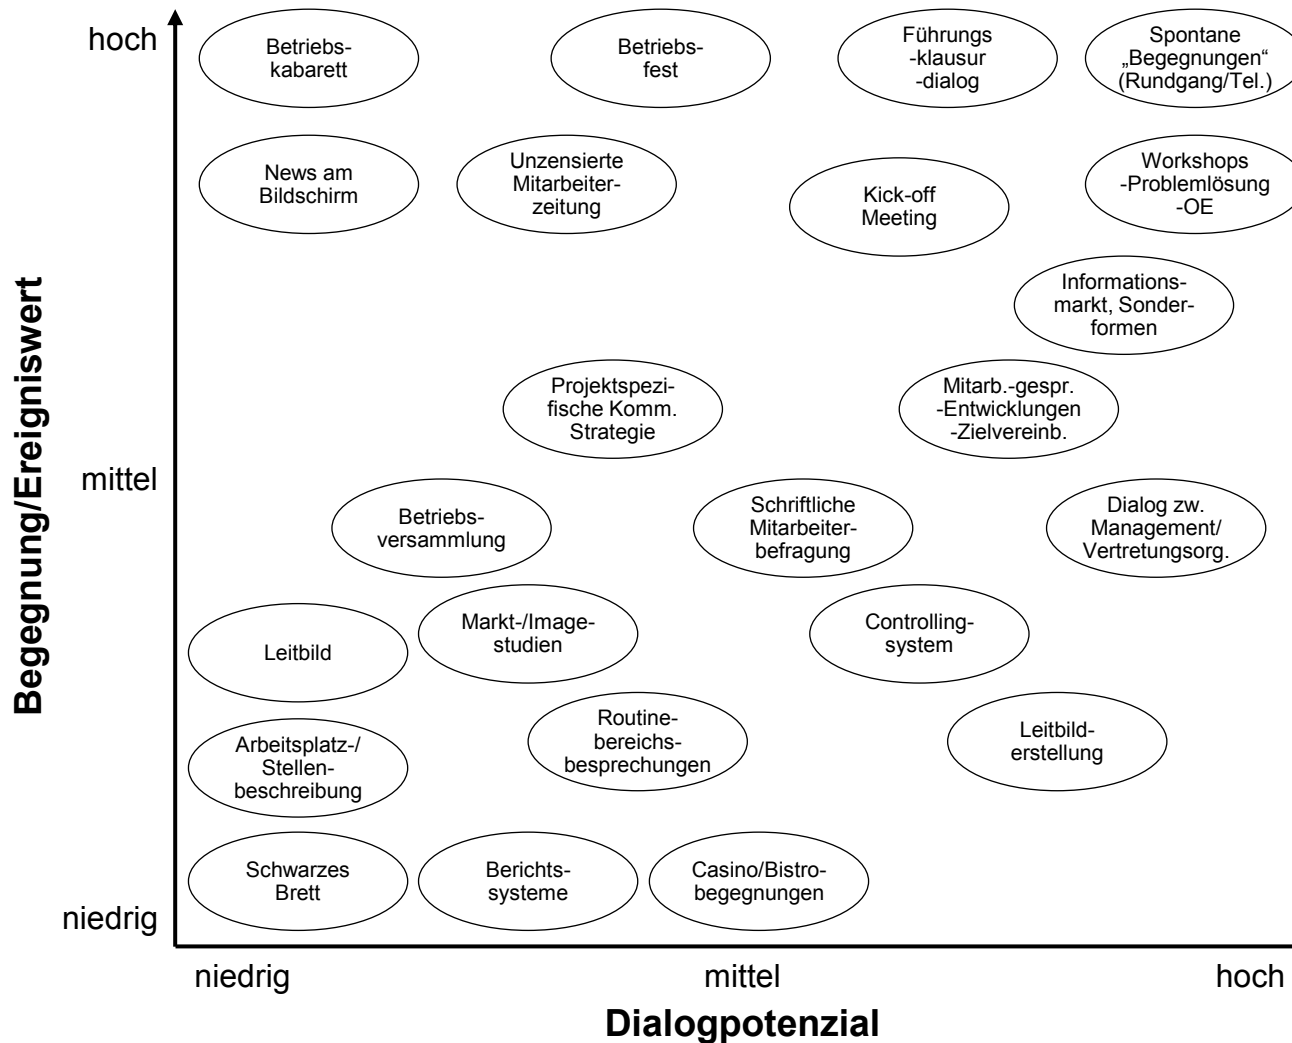 hoch
Betriebs-
kabarett
Betriebs-
fest
Führungs
-klausur
-dialog
Spontane
„Begegnungen“
(Rundgang/Tel.)
News am
Bildschirm
Unzensierte
Mitarbeiter-
zeitung
Kick-off
Meeting
Workshops
-Problemlösung
-OE
Informations-
markt, Sonder-
formen
Begegnung/Ereigniswert
Projektspezi-
fische Komm.
Strategie
Mitarb.-gespr.
-Entwicklungen
-Zielvereinb.
mittel
Betriebs-
versammlung
Schriftliche
Mitarbeiter-
befragung
Dialog zw.
Management/
Vertretungsorg.
Leitbild
Markt-/Image-
studien
Controlling-
system
Arbeitsplatz-/
Stellen-
beschreibung
Routine-
bereichs-
besprechungen
Leitbild-
erstellung
Schwarzes
Brett
Berichts-
systeme
Casino/Bistro-
begegnungen
niedrig
niedrig
mittel
hoch
Dialogpotenzial